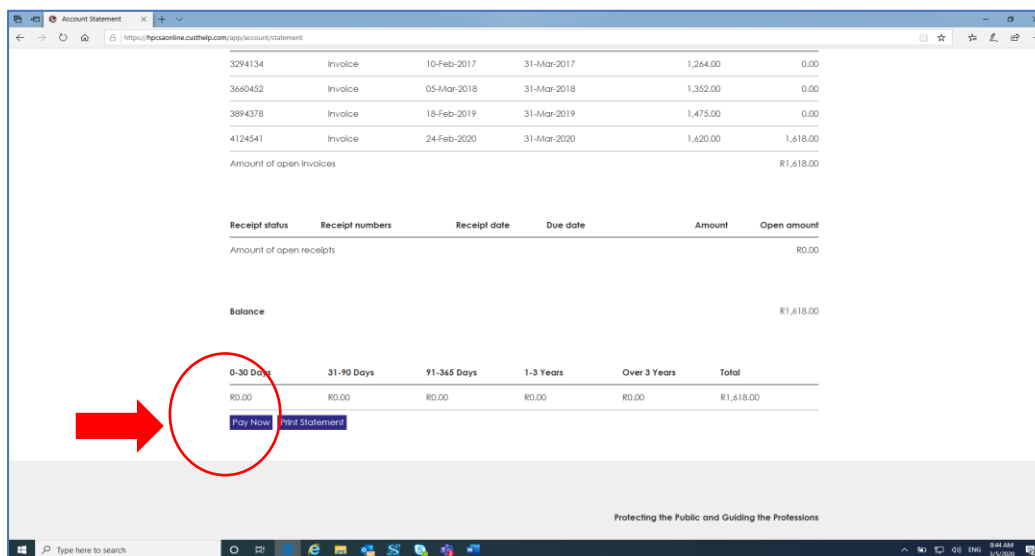 Account Statement
https://hpcsaonline.custhelp.com/app/account/statement
3294134 Invoice 10-Feb-2017 31-Mar-2017 1,264.00 0.00
3660452 Invoice 05-Mar-2018 31-Mar-2018 1,352.00 0.00
3894378 Invoice 18-Feb-2019 31-Mar-2019 1,475.00 0.00
4124541 Invoice 24-Feb-2020 31-Mar-2020 1,620.00 1,618.00
Amount of open invoices R1,618.00
Receipt status Receipt numbers Receipt date Due date Amount Open amount
Amount of open receipts R0.00
Balance R1,618.00
0-30 Days 31-90 Days 91-365 Days 1-3 Years Over 3 Years Total
R0.00 R0.00 R0.00 R0.00 R0.00 R1,618.00
Pay Now Print Statement
Protecting the Public and Guiding the Professions
Type here to search ENG 8:44 AM